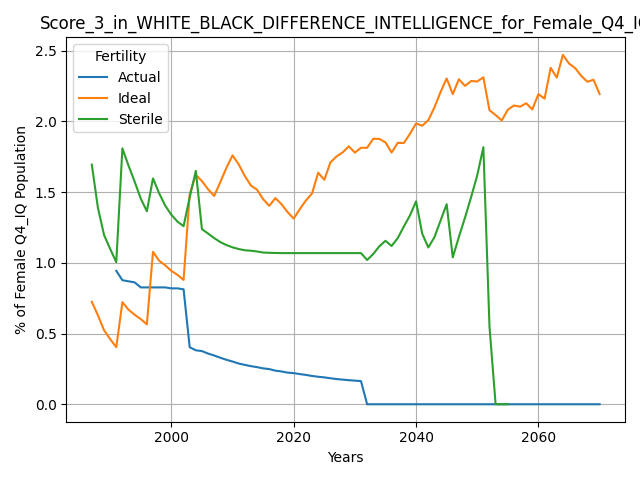 Score_3_in_WHITE_BLACK_DIFFERENCE_INTELLIGENCE_for_Female_Q4_IQ
Fertility
Actual
Ideal
Sterile
% of Female Q4_IQ Population
2.5
2.0
1.5
1.0
0.5
0.0
2000
2020
2040
2060
Years